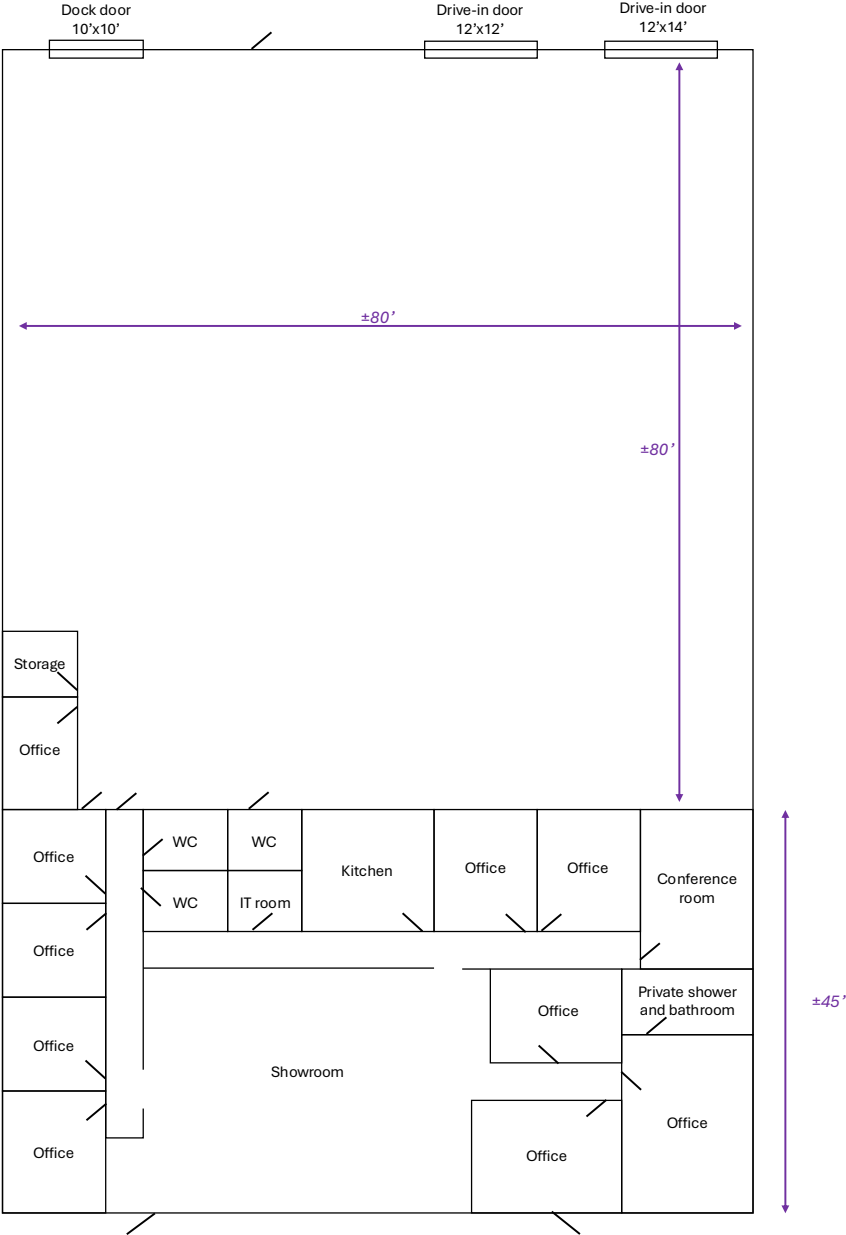 Dock door
10’x10’
Drive-in door
12’x12’
Drive-in door
12’x14’
±80’
±80’
Storage
Office
Office
WC
WC
Kitchen
Office
Office
Conference
room
WC
IT room
Office
Private shower
and bathroom
Office
±45’
Office
Showroom
Office
Office
Office
Office